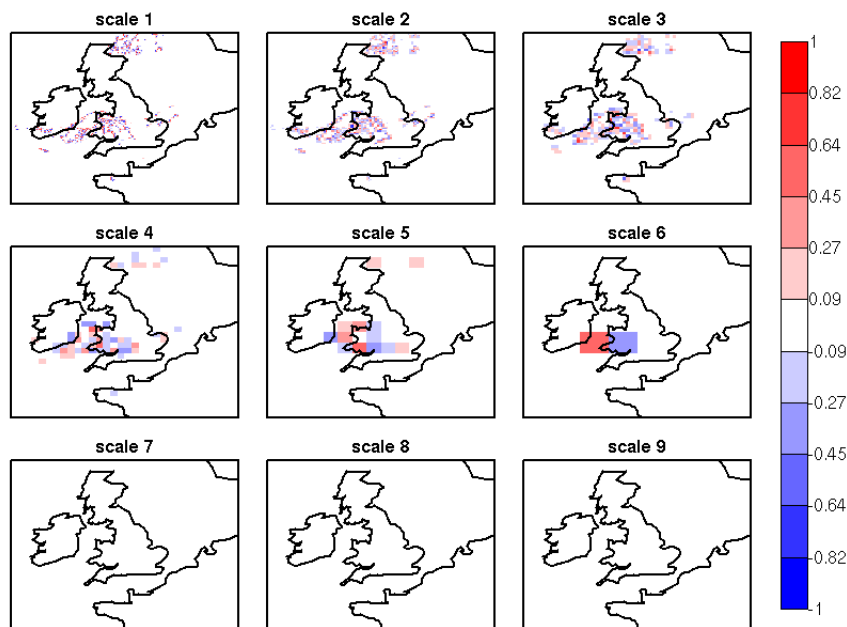 scale 1
scale 2
scale 3
scale 4
scale 5
scale 6
scale 7
scale 8
scale 9
1
0.82
0.64
0.45
0.27
0.09
-0.09
-0.27
-0.45
-0.64
-0.82
-1